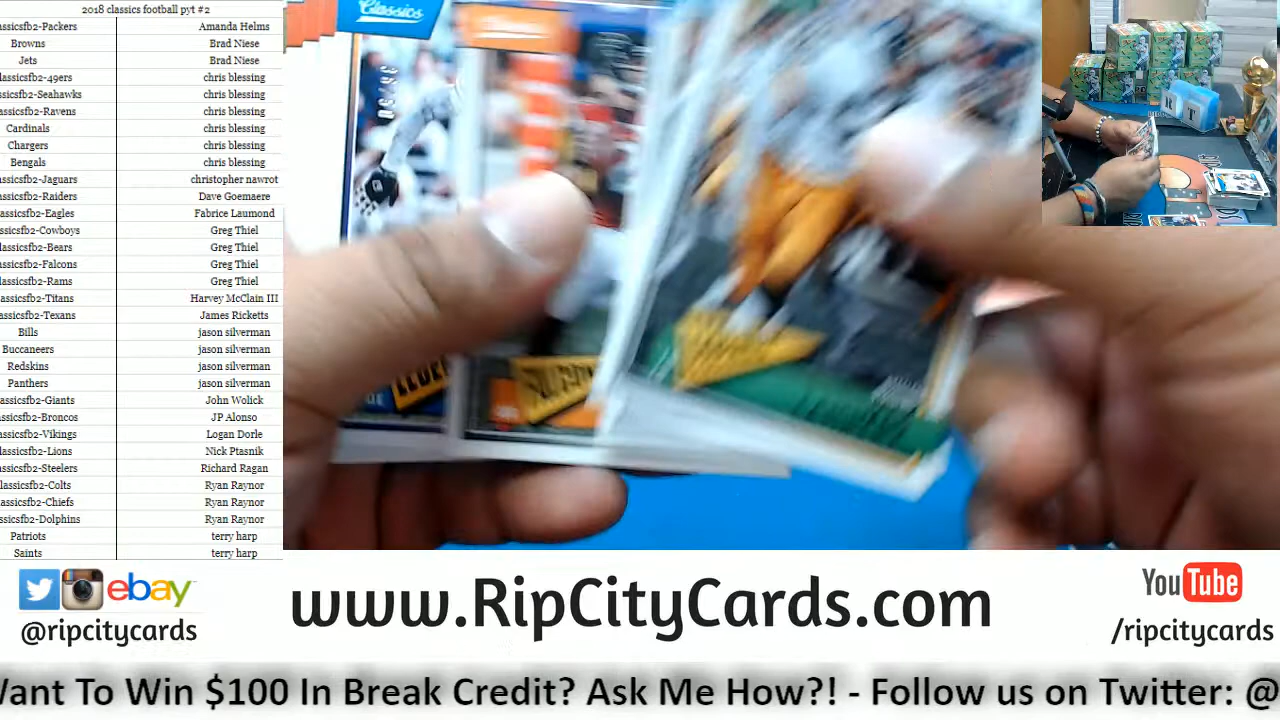 2018 classics football pyt #2
assicsfb2-Packers Amanda Helms
Browns Brad Niese
Jets Brad Niese
lassicsfb2-49ers chris blessing
assicsfb2-Seahawks chris blessing
assicsfb2-Ravens chris blessing
Cardinals chris blessing
Chargers chris blessing
Bengals chris blessing
assicsfb2-Jaguars christopher nawrot
assicsfb2-Raiders Dave Goemaere
assicsfb2-Eagles Fabrice Laumond
assicsfb2-Cowboys Greg Thiel
assicsfb2-Bears Greg Thiel
assicsfb2-Falcons Greg Thiel
assicsfb2-Rams Greg Thiel
assicsfb2-Titans Harvey McClain III
assicsfb2-Texans James Ricketts
Bills jason silverman
Buccaneers jason silverman
Redskins jason silverman
Panthers jason silverman
assicsfb2-Giants John Wolick
assicsfb2-Broncos JP Alonso
assicsfb2-Vikings Logan Dorle
lassicsfb2-Lions Nick Ptasnik
assicsfb2-Steelers Richard Ragan
lassicsfb2-Colts Ryan Raynor
assicsfb2-Chiefs Ryan Raynor
assicsfb2-Dolphins Ryan Raynor
Patriots terry harp
Saints terry harp
Classics
ebay
@ripcitycards
www.RipCityCards.com
YouTube
/ripcitycards
Want To Win $100 In Break Credit? Ask Me How?! - Follow us on Twitter: @